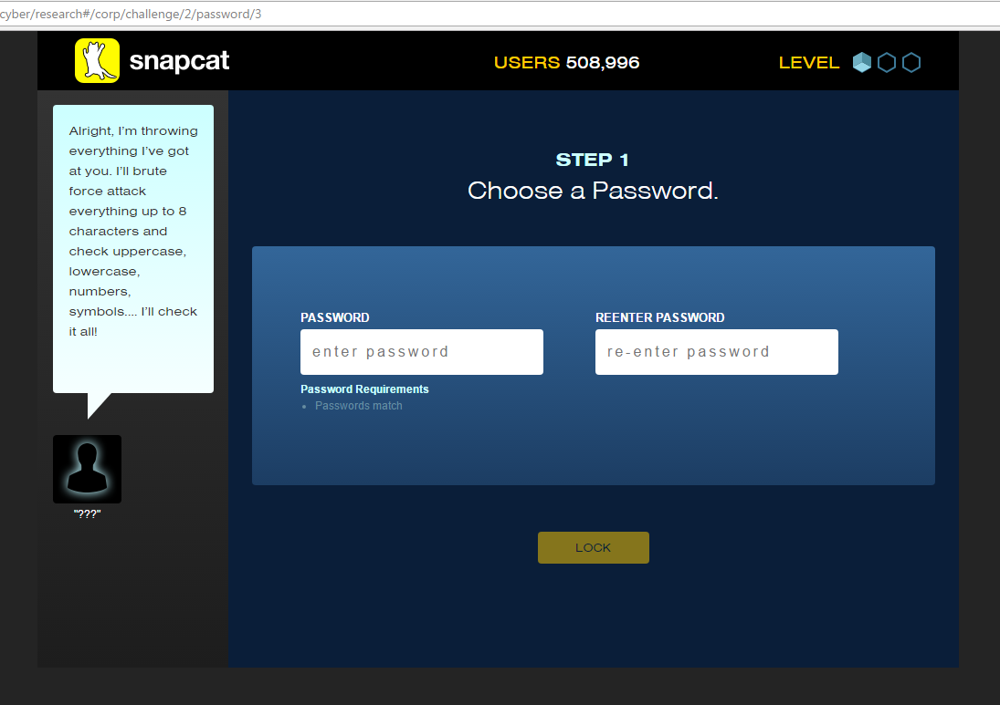 cyber/research#/corp/challenge/2/password/3
snapcat
USERS 508,996
LEVEL
Alright, I'm throwing
everything I've got
at you. I'll brute
force attack
everything up to 8
characters and
check uppercase,
lowercase,
numbers,
symbols.... I'll check
it all!
"???"
STEP 1
Choose a Password.
PASSWORD
enter password
Password Requirements
• Passwords match
REENTER PASSWORD
re-enter password
LOCK